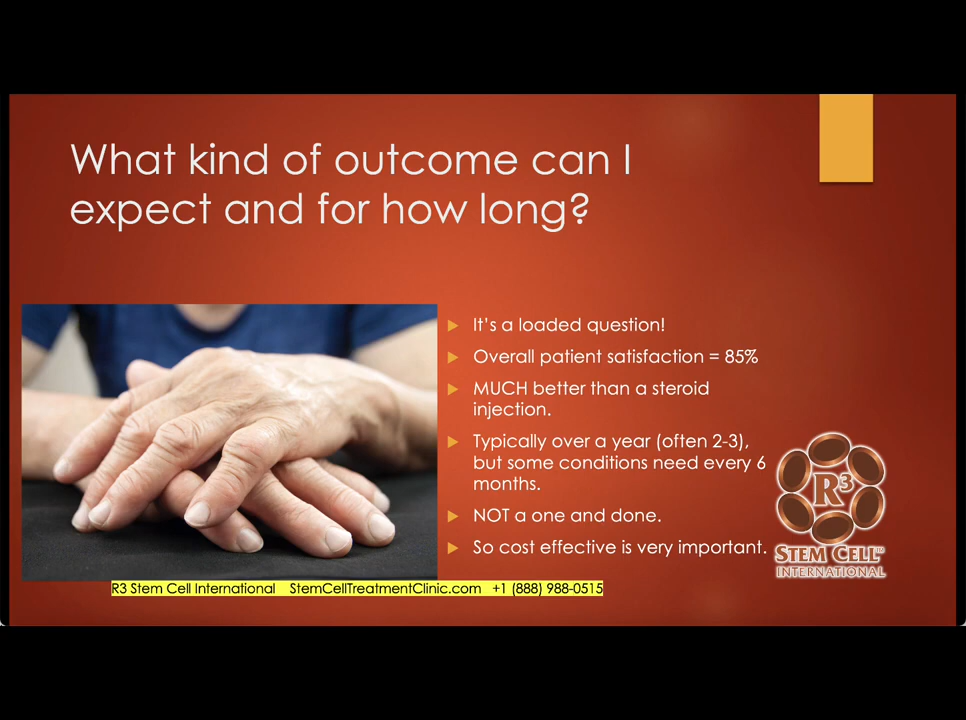 What kind of outcome can I
expect and for how long?
It's a loaded question!
Overall patient satisfaction = 85%
MUCH better than a steroid
injection.
Typically over a year (often 2-3),
but some conditions need every 6
months.
NOT a one and done.
So cost effective is very important.
R3
STEM CELL™
INTERNATIONAL
R3 Stem Cell International StemCellTreatmentClinic.com +1 (888) 988-0515